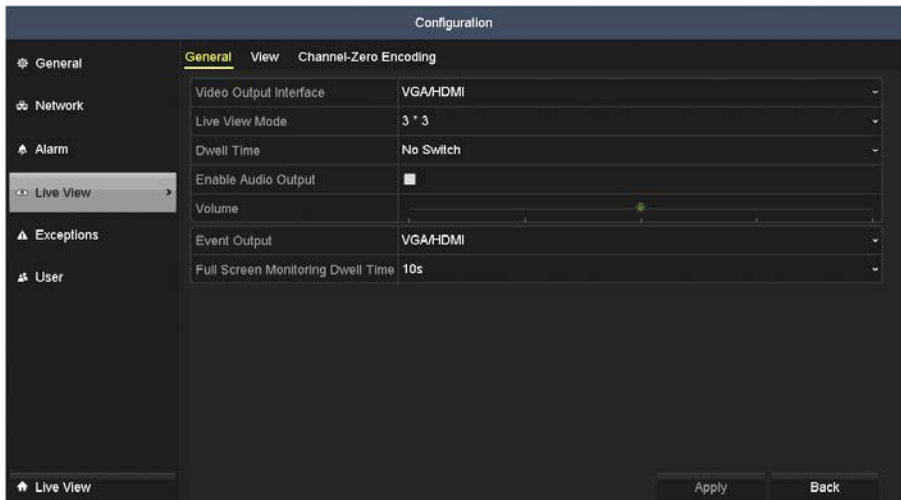 Configuration
General
Network
Alarm
Live View
Exceptions
User
Live View
General View Channel-Zero Encoding
Video Output Interface VGA/HDMI
Live View Mode 3 * 3
Dwell Time No Switch
Enable Audio Output
Volume
Event Output VGA/HDMI
Full Screen Monitoring Dwell Time 10s
Apply Back